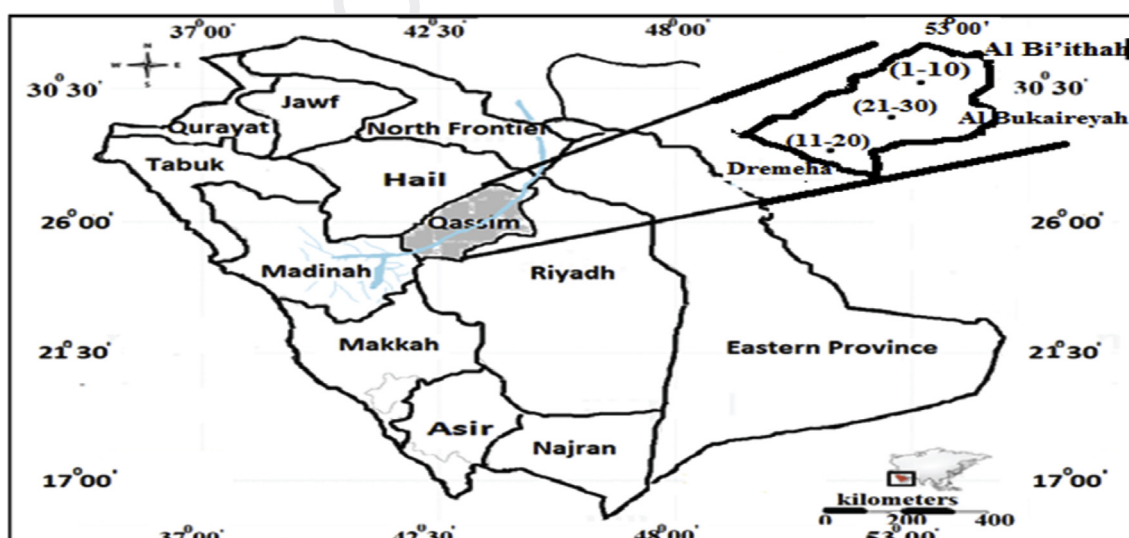 37°00' 42°30' 48°00' 53°00'
N
W E
S
Al Bi'ithah
(1-10)
30°30' 30°30'
Jawf
(21-30)
Qurayat North Frontier Al Bukaireyah
(11-20)
Tabuk Dremeha
Hail
26°00' Qassim 26°00'
Madinah Riyadh
Makkah Eastern Province
21°30' 21°30'
Asir
Najran
17°00' 17°00'
kilometers
0 200 400
37°00' 42°30' 48°00' 53°00'